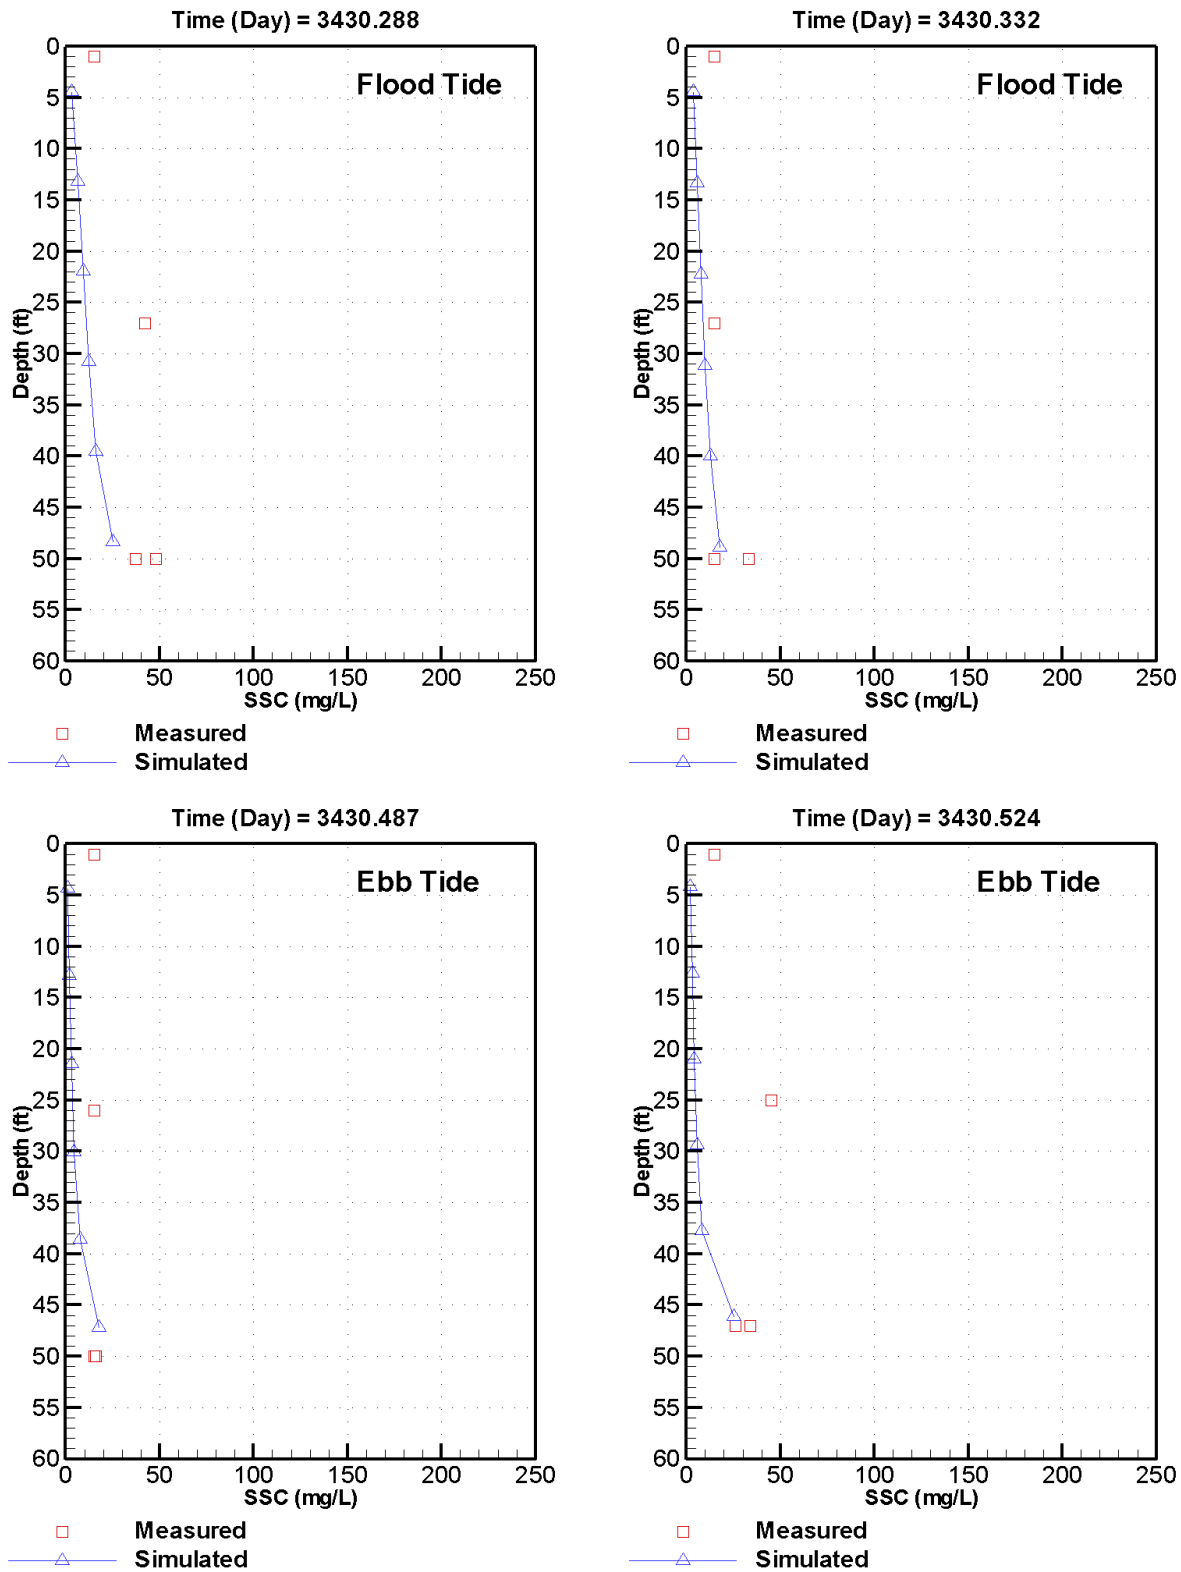 Time (Day) = 3430.288
Flood Tide
0
5
10
15
20
25
30
35
40
45
50
55
60
Depth (ft)
0 50 100 150 200 250
SSC (mg/L)
Measured
Simulated
Time (Day) = 3430.332
Flood Tide
0
5
10
15
20
25
30
35
40
45
50
55
60
Depth (ft)
0 50 100 150 200 250
SSC (mg/L)
Measured
Simulated
Time (Day) = 3430.487
Ebb Tide
0
5
10
15
20
25
30
35
40
45
50
55
60
Depth (ft)
0 50 100 150 200 250
SSC (mg/L)
Measured
Simulated
Time (Day) = 3430.524
Ebb Tide
0
5
10
15
20
25
30
35
40
45
50
55
60
Depth (ft)
0 50 100 150 200 250
SSC (mg/L)
Measured
Simulated